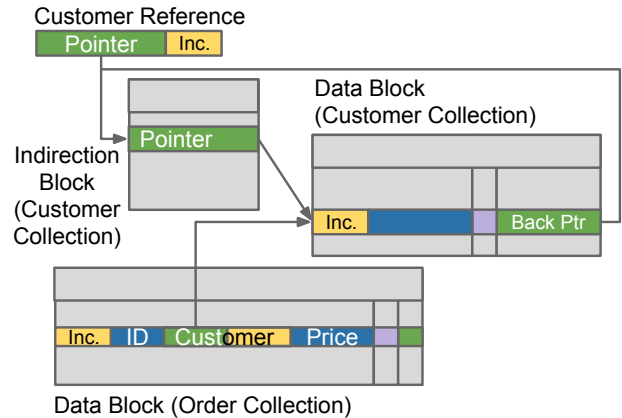 Customer Reference
Pointer Inc.
Data Block
(Customer Collection)
Pointer
Indirection
Block
(Customer
Collection)
Inc. Back Ptr
Inc. ID Customer Price
Data Block (Order Collection)